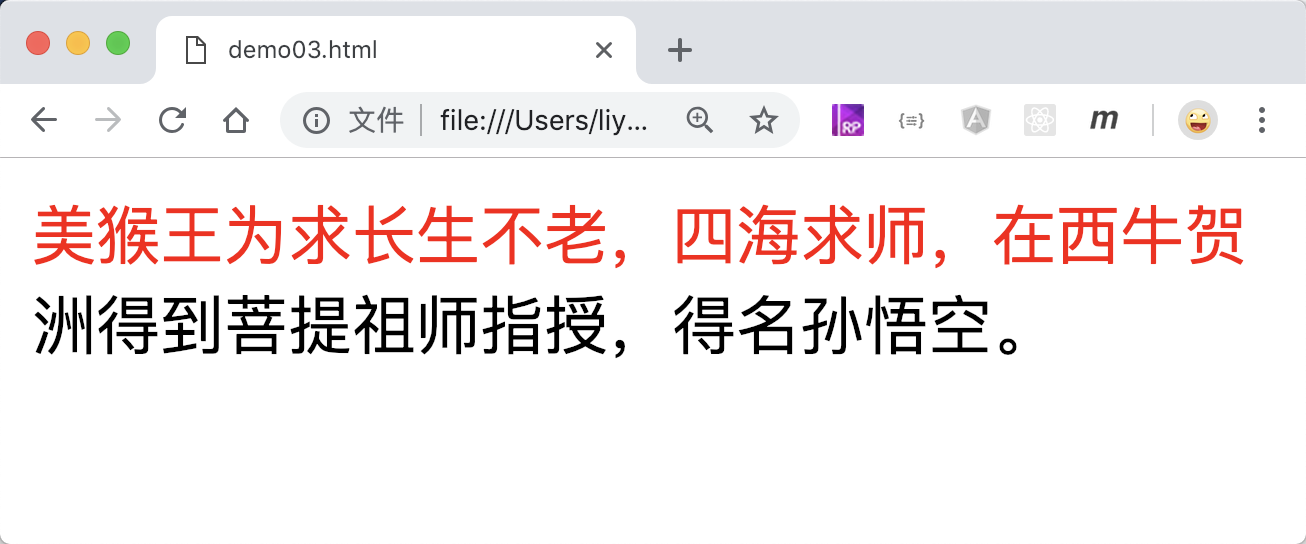 demo03.html
文件 file:///Users/liy...
RP
m
美猴王为求长生不老，四海求师，在西牛贺
洲得到菩提祖师指授，得名孙悟空。